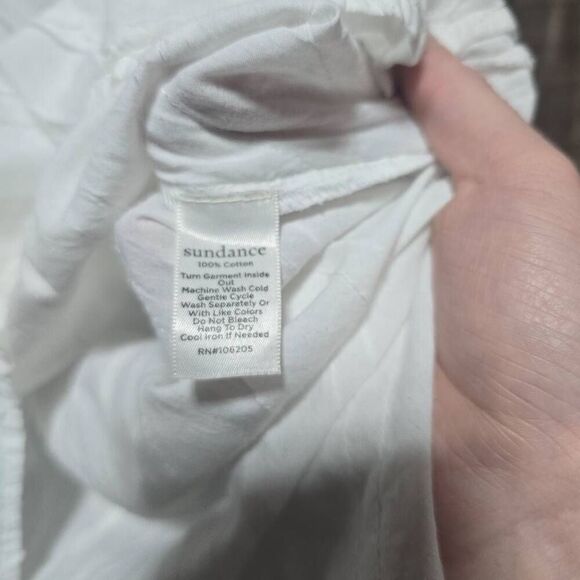 sundance
100% Cotton
Turn Garment Inside
Out
Machine Wash Cold
Gentle Cycle
Wash Separately Or
With Like Colors
Do Not Bleach
Hang To Dry
Cool Iron If Needed
RN#106205